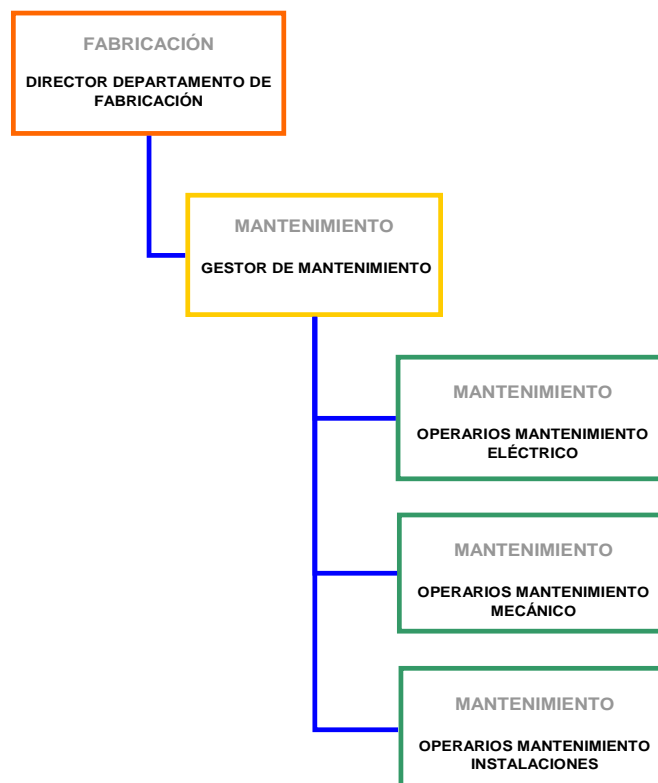 FABRICACIÓN
DIRECTOR DEPARTAMENTO DE
FABRICACIÓN
MANTENIMIENTO
GESTOR DE MANTENIMIENTO
MANTENIMIENTO
OPERARIOS MANTENIMIENTO
ELÉCTRICO
MANTENIMIENTO
OPERARIOS MANTENIMIENTO
MECÁNICO
MANTENIMIENTO
OPERARIOS MANTENIMIENTO
INSTALACIONES